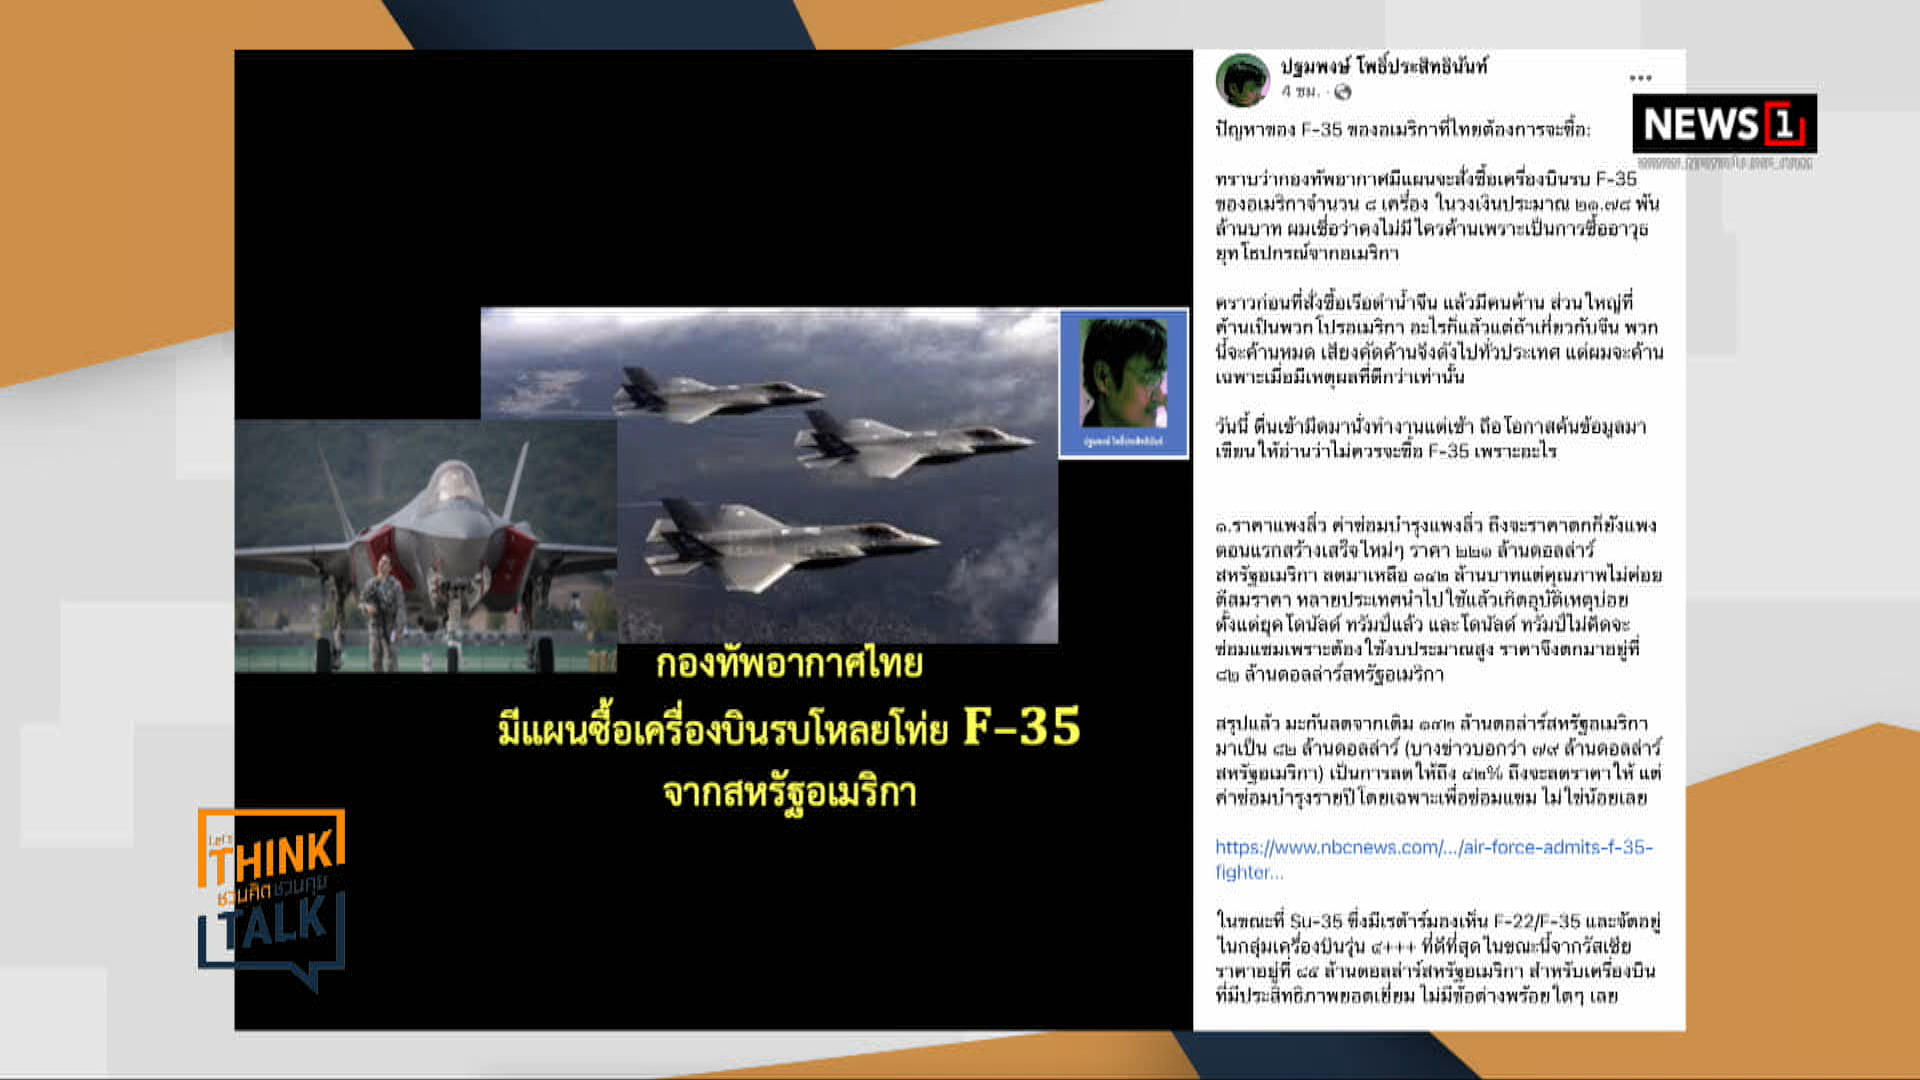 ปฐมพงษ์ โพธิ์ประสิทธินันท์
4 ชม. ·
ปัญหาของ F-35 ของอเมริกาที่ไทยต้องการจะซื้อ:
ทราบว่ากองทัพอากาศมีแผนจะสั่งซื้อเครื่องบินรบ F-35
ของอเมริกาจำนวน ๘ เครื่อง ในวงเงินประมาณ ๒๑.๗๘ พัน
ล้านบาท ผมเชื่อว่าคงไม่มีใครค้านเพราะเป็นการซื้ออาวุธ
ยุทโธปกรณ์จากอเมริกา
คราวก่อนที่สั่งซื้อเรือดำน้ำจีน แล้วมีคนค้าน ส่วนใหญ่ที่
ค้านเป็นพวกโปรอเมริกา อะไรก็แล้วแต่ถ้าเกี่ยวกับจีน พวก
นี้จะค้านหมด เสียงคัดค้านจึงดังไปทั่วประเทศ แต่ผมจะค้าน
เฉพาะเมื่อมีเหตุผลที่ดีกว่าเท่านั้น
วันนี้ ตื่นเช้ามืดมานั่งทำงานแต่เช้า ถือโอกาสค้นข้อมูลมา
เขียนให้อ่านว่าไม่ควรจะซื้อ F-35 เพราะอะไร
๑.ราคาแพงลิ่ว ค่าซ่อมบำรุงแพงลิ่ว ถึงจะราคาตกก็ยังแพง
ตอนแรกสร้างเสร็จใหม่ๆ ราคา ๒๒๑ ล้านดอลล่าร์
สหรัฐอเมริกา ลดมาเหลือ ๑๔๒ ล้านบาทแต่คุณภาพไม่ค่อย
ดีสมราคา หลายประเทศนำไปใช้แล้วเกิดอุบัติเหตุบ่อย
ตั้งแต่ยุคโดนัลด์ ทรัมป์แล้ว และโดนัลด์ ทรัมป์ไม่คิดจะ
ซ่อมแซมเพราะต้องใช้งบประมาณสูง ราคาจึงตกมาอยู่ที่
๘๒ ล้านดอลล่าร์สหรัฐอเมริกา
สรุปแล้ว มะกันลดจากเดิม ๑๔๒ ล้านดอล่าร์สหรัฐอเมริกา
มาเป็น ๘๒ ล้านดอลล่าร์ (บางข่าวบอกว่า ๗๙ ล้านดอลล่าร์
สหรัฐอเมริกา) เป็นการลดให้ถึง ๔๒% ถึงจะลดราคาให้ แต่
ค่าซ่อมบำรุงรายปีโดยเฉพาะเพื่อซ่อมแซม ไม่ใช่น้อยเลย
https://www.nbcnews.com/.../air-force-admits-f-35-
fighter...
ในขณะที่ Su-35 ซึ่งมีเรด้าร์มองเห็น F-22/F-35 และจัดอยู่
ในกลุ่มเครื่องบินรุ่น ๔+++ ที่ดีที่สุดในขณะนี้จากรัสเซีย
ราคาอยู่ที่ ๘๕ ล้านดอลล่าร์สหรัฐอเมริกา สำหรับเครื่องบิน
ที่มีประสิทธิภาพยอดเยี่ยม ไม่มีข้อด่างพร้อยใดๆ เลย
NEWS 1
ปฐมพงษ์ โพธิ์ประสิทธินันท์
กองทัพอากาศไทย
มีแผนซื้อเครื่องบินรบโหลยโท่ย F-35
จากสหรัฐอเมริกา
Let's
THINK
ชวนคิดชวนคุย
TALK